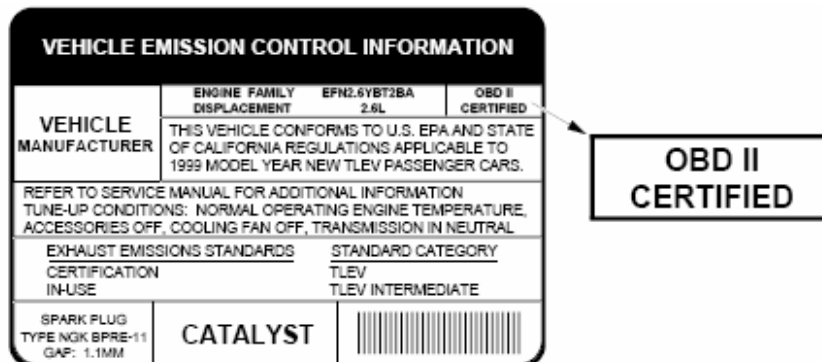 VEHICLE EMISSION CONTROL INFORMATION
VEHICLE
MANUFACTURER
ENGINE FAMILY EFN2.6YBT2BA
DISPLACEMENT 2.6L
OBD II
CERTIFIED
THIS VEHICLE CONFORMS TO U.S. EPA AND STATE
OF CALIFORNIA REGULATIONS APPLICABLE TO
1999 MODEL YEAR NEW TLEV PASSENGER CARS.
REFER TO SERVICE MANUAL FOR ADDITIONAL INFORMATION
TUNE-UP CONDITIONS: NORMAL OPERATING ENGINE TEMPERATURE,
ACCESSORIES OFF, COOLING FAN OFF, TRANSMISSION IN NEUTRAL
EXHAUST EMISSIONS STANDARDS STANDARD CATEGORY
CERTIFICATION TLEV
IN-USE TLEV INTERMEDIATE
SPARK PLUG
TYPE NGK BPRE-11
GAP: 1.1MM
CATALYST
OBD II
CERTIFIED